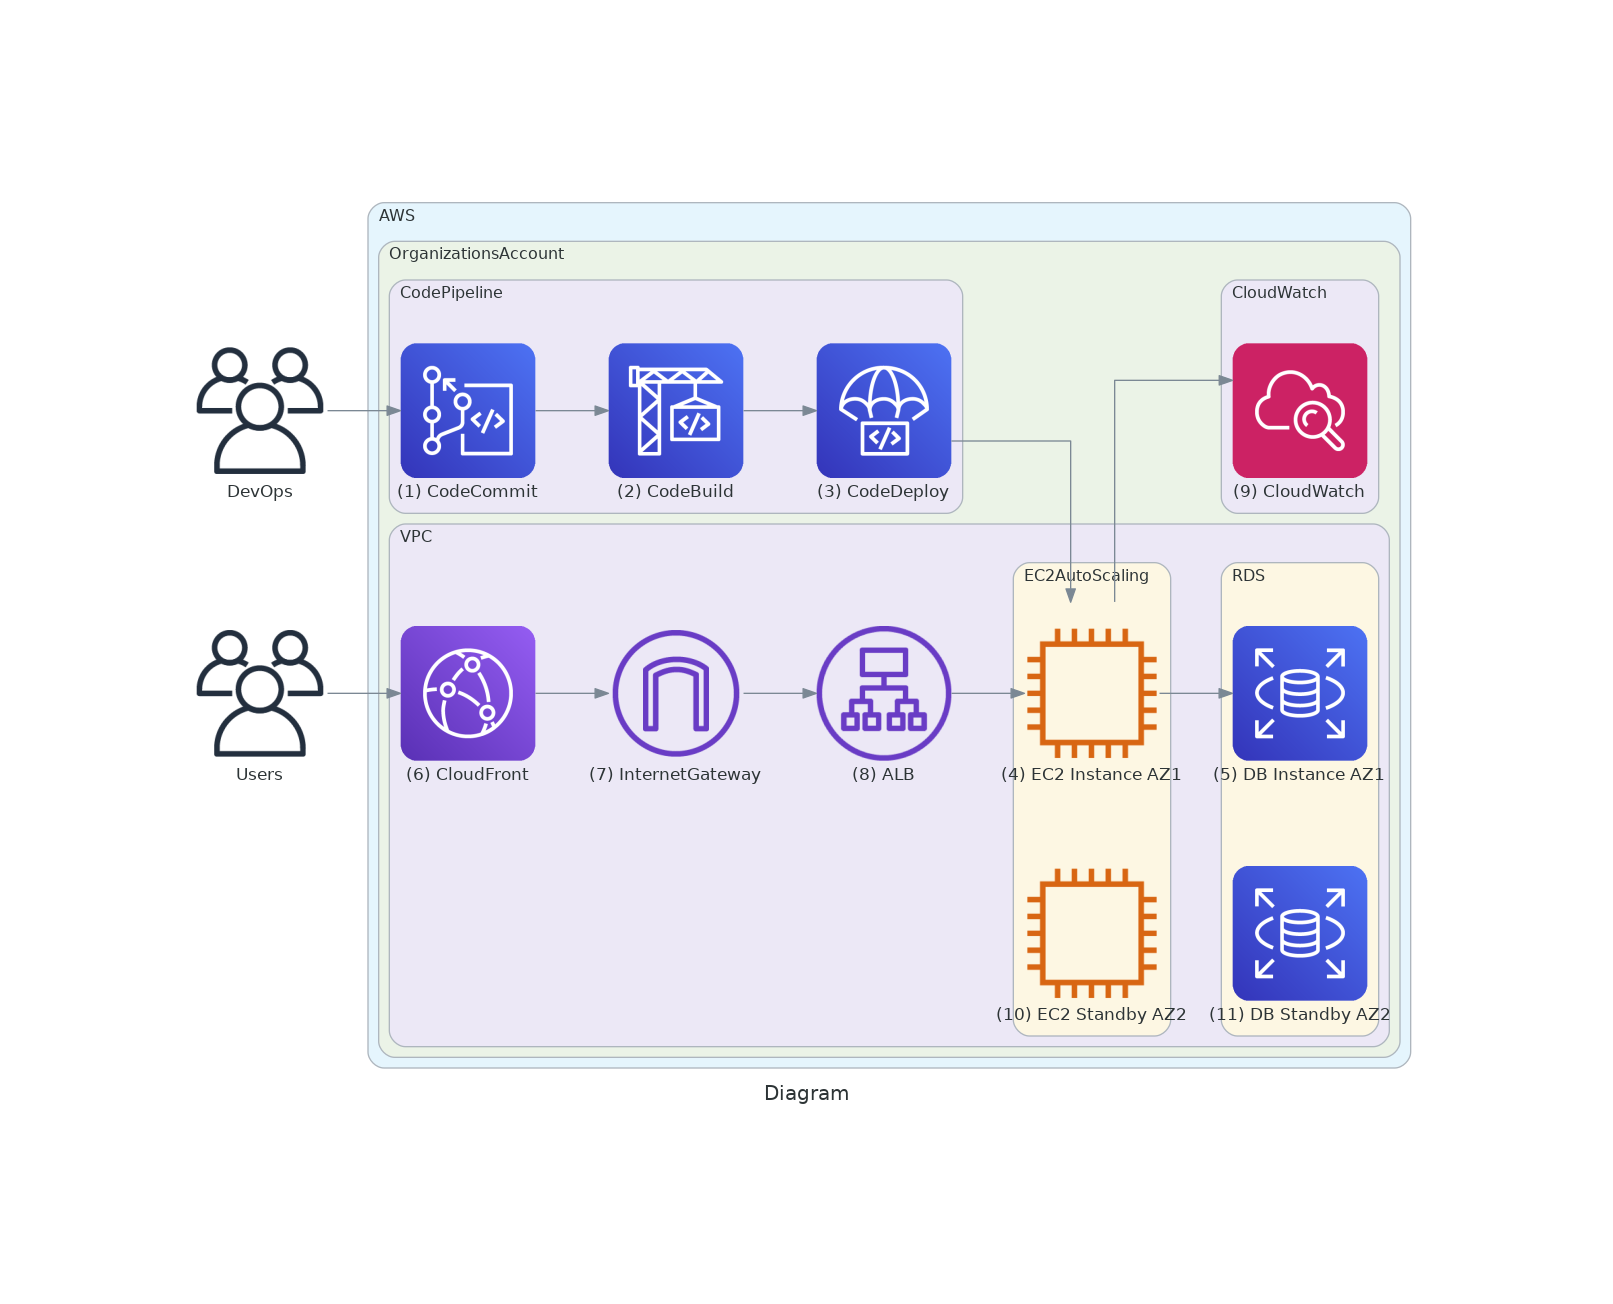 AWS
OrganizationsAccount
CodePipeline
CloudWatch
DevOps
(1) CodeCommit
(2) CodeBuild
(3) CodeDeploy
(9) CloudWatch
VPC
EC2AutoScaling
RDS
Users
(6) CloudFront
(7) InternetGateway
(8) ALB
(4) EC2 Instance AZ1
(5) DB Instance AZ1
(10) EC2 Standby AZ2
(11) DB Standby AZ2
Diagram